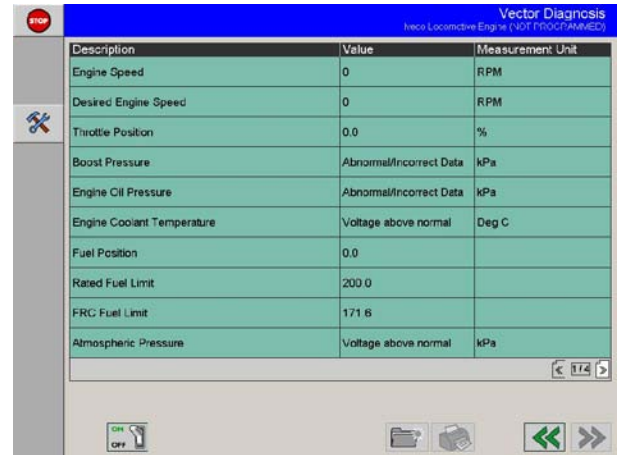 STOP
Vector Diagnosis
Iveco Locomctive Engine (NOT PROGRAMMED)
Description Value Measurement Unit
Engine Speed 0 RPM
Desired Engine Speed 0 RPM
Throttle Position 0.0 %
Boost Pressure Abnormal/Incorrect Data kPa
Engine Oil Pressure Abnormal/Incorrect Data kPa
Engine Coolant Temperature Voltage above normal Deg C
Fuel Position 0.0
Rated Fuel Limit 200.0
FRC Fuel Limit 171.6
Atmospheric Pressure Voltage above normal kPa
1/4
ON
OFF